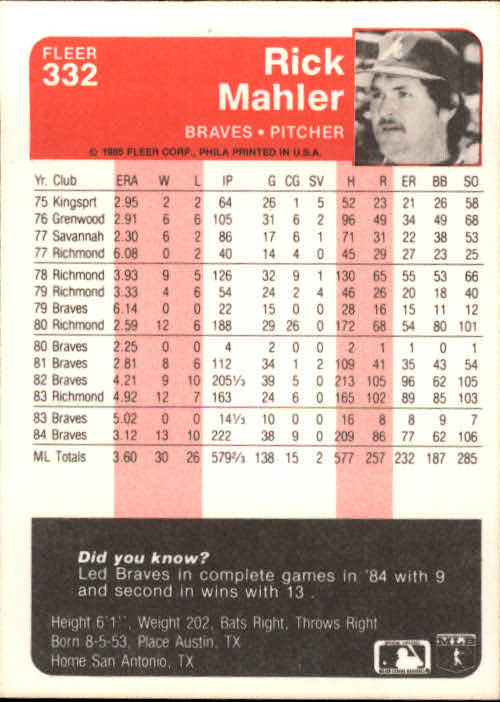 FLEER
332
Rick
Mahler
BRAVES • PITCHER
© 1985 FLEER CORP., PHILA PRINTED IN U.S.A.
Yr. Club ERA W L IP G CG SV H R ER BB SO
75 Kingsprt 2.95 2 2 64 26 1 5 52 23 21 26 58
76 Grenwood 2.91 6 6 105 31 6 2 96 49 34 49 68
77 Savannah 2.30 6 2 86 17 6 1 71 31 22 38 53
77 Richmond 6.08 0 2 40 14 4 0 45 29 27 23 25
78 Richmond 3.93 9 5 126 32 9 1 130 65 55 53 66
79 Richmond 3.33 4 6 54 24 2 4 46 26 20 18 40
79 Braves 6.14 0 0 22 15 0 0 28 16 15 11 12
80 Richmond 2.59 12 6 188 29 26 0 172 68 54 80 101
80 Braves 2.25 0 0 4 2 0 0 2 1 1 0 1
81 Braves 2.81 8 6 112 34 1 2 109 41 35 43 54
82 Braves 4.21 9 10 205⅓ 39 5 0 213 105 96 62 105
83 Richmond 4.92 12 7 163 24 6 0 165 102 89 85 103
83 Braves 5.02 0 0 14⅓ 10 0 0 16 8 8 9 7
84 Braves 3.12 13 10 222 38 9 0 209 86 77 62 106
ML Totals 3.60 30 26 579⅔ 138 15 2 577 257 232 187 285
Did you know?
Led Braves in complete games in '84 with 9
and second in wins with 13 .
Height 6'1'', Weight 202, Bats Right, Throws Right
Born 8-5-53, Place Austin, TX
Home San Antonio, TX
MLB